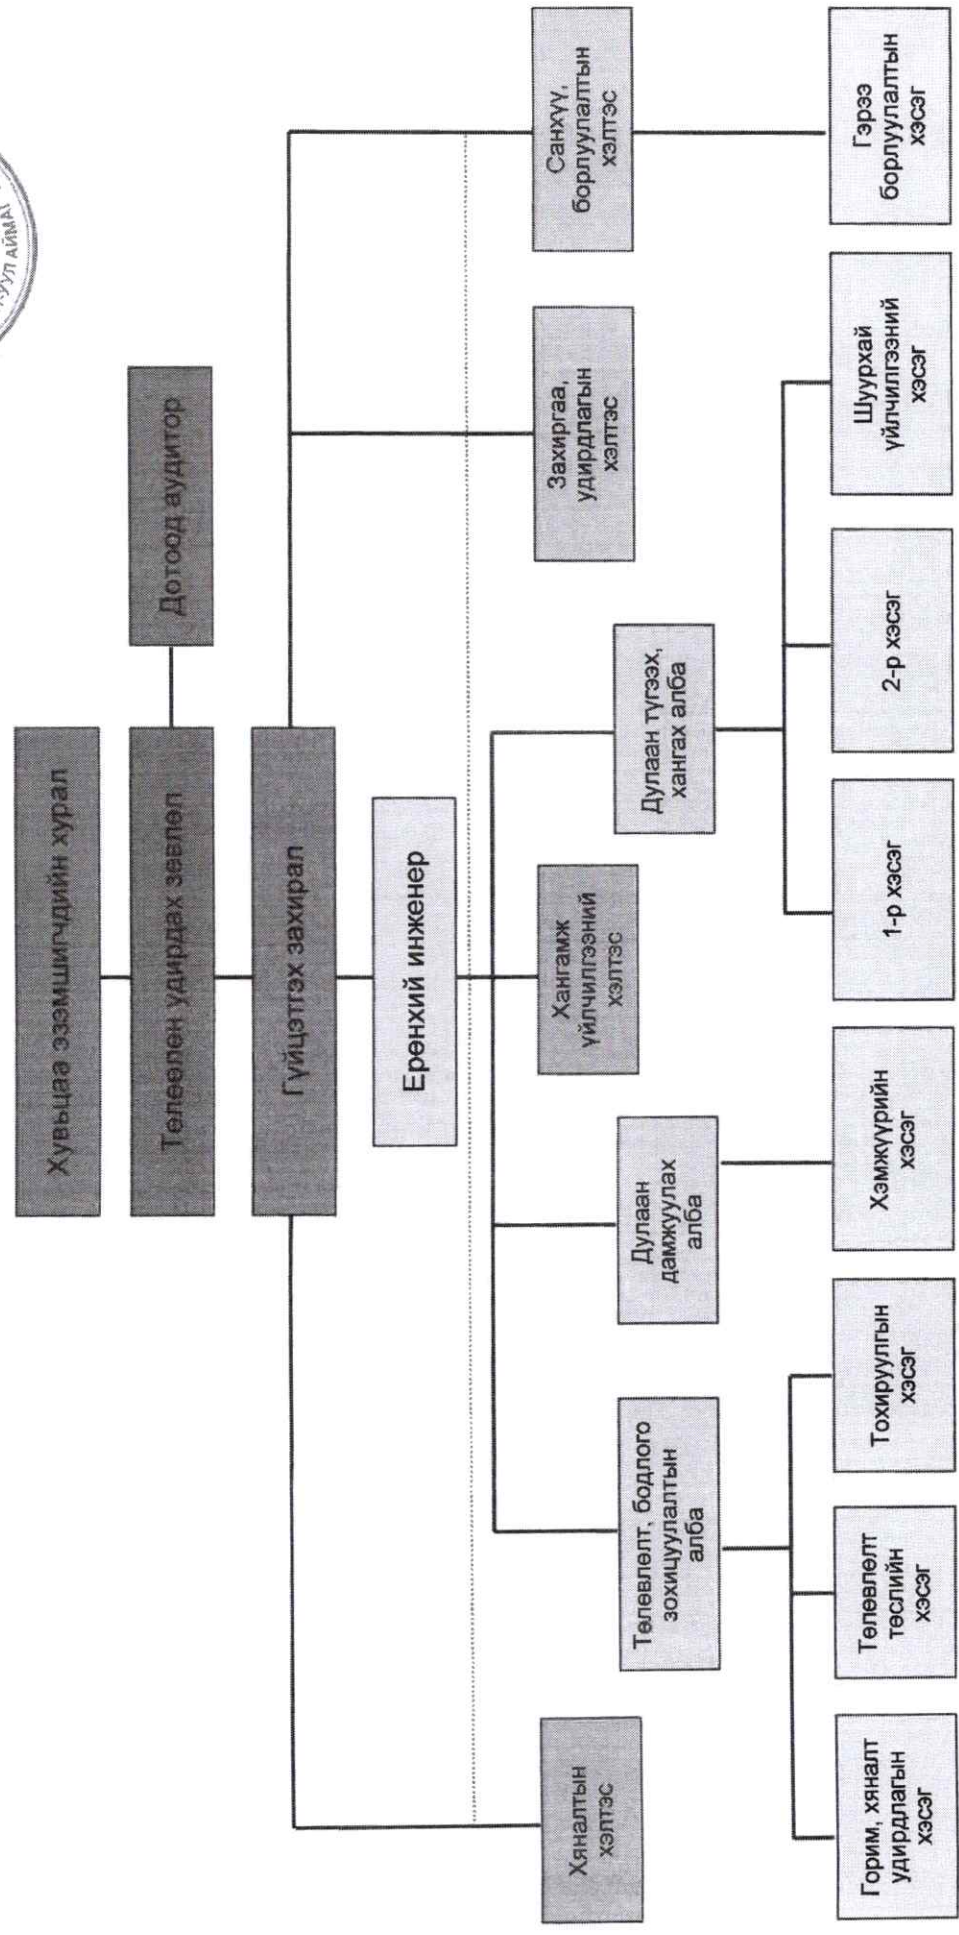 УУЛ АЙМАГ
Хувьцаа эзэмшигчдийн хурал
Төлөөлөн удирдах зөвлөл
Дотоод аудитор
Гүйцэтгэх захирал
Ерөнхий инженер
Хяналтын
хэлтэс
Хангамж
үйлчилгээний
хэлтэс
Захиргаа,
удирдлагын
хэлтэс
Санхүү,
борлуулалтын
хэлтэс
Төлөвлөлт, бодлого
зохицуулалтын
алба
Дулаан
дамжуулах
алба
Дулаан түгээх,
хангах алба
Горим, хяналт
удирдлагын
хэсэг
Төлөвлөлт
төслийн
хэсэг
Тохируулгын
хэсэг
Хэмжүүрийн
хэсэг
1-р хэсэг
2-р хэсэг
Шуурхай
үйлчилгээний
хэсэг
Гэрээ
борлуулалтын
хэсэг